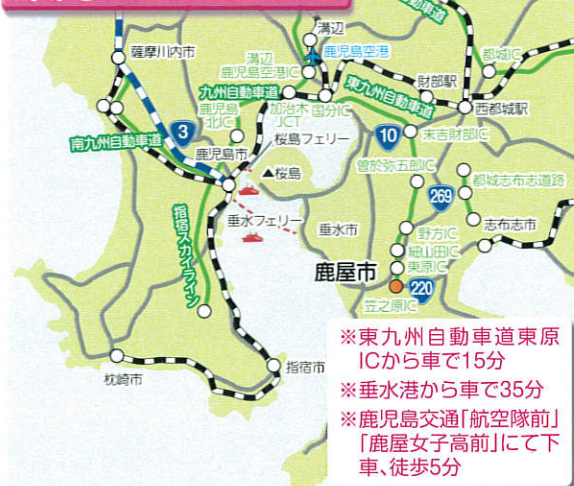 自動車道
溝辺
鹿児島空港
薩摩川内市
溝辺
鹿児島空港IC
都城IC
九州自動車道
東九州自動車道
財部駅
鹿児島
北IC
加治木
JCT
国分IC
西都城駅
3
南九州自動車道
桜島フェリー
10
末吉財部IC
鹿児島市
▲桜島
曽於弥五郎IC
269
都城志布志道路
指宿スカイライン
垂水フェリー
垂水市
野方IC
志布志市
細山田IC
東原IC
鹿屋市
220
笠之原IC
枕崎市
指宿市
※東九州自動車道東原
ICから車で15分
※垂水港から車で35分
※鹿児島交通「航空隊前」
「鹿屋女子高前」にて下
車、徒歩5分